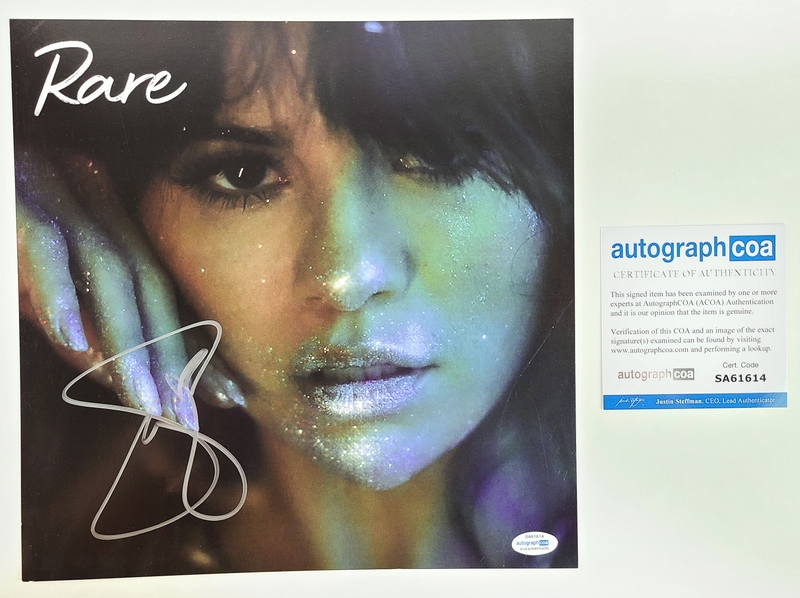 Rare
autograph coa
CERTIFICATE OF AUTHENTICITY
This signed item has been examined by one or more
experts at AutographCOA (ACOA) Authentication
and it is our opinion that the item is genuine.
Verification of this COA and an image of the exact
signature(s) examined can be found by visiting
www.autographcoa.com and performing a lookup.
autograph coa
Cert. Code
SA61614
Justin Steffman, CEO, Lead Authenticator
SA61614
autograph coa